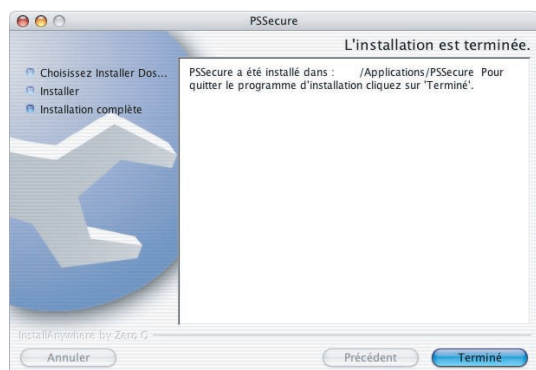 PSSecure
L'installation est terminée.
Choisissez Installer Dos...
Installer
Installation complète
PSSecure a été installé dans :      /Applications/PSSecure  Pour
quitter le programme d'installation cliquez sur 'Terminé'.
InstallAnywhere by Zero G
Annuler
Précédent
Terminé